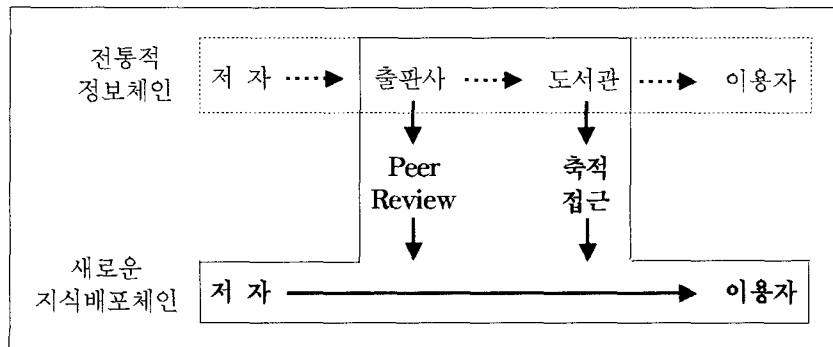 전통적
정보체인
저 자 출판사 도서관 이용자
Peer
Review
축적
접근
새로운
지식배포체인
저 자 이용자